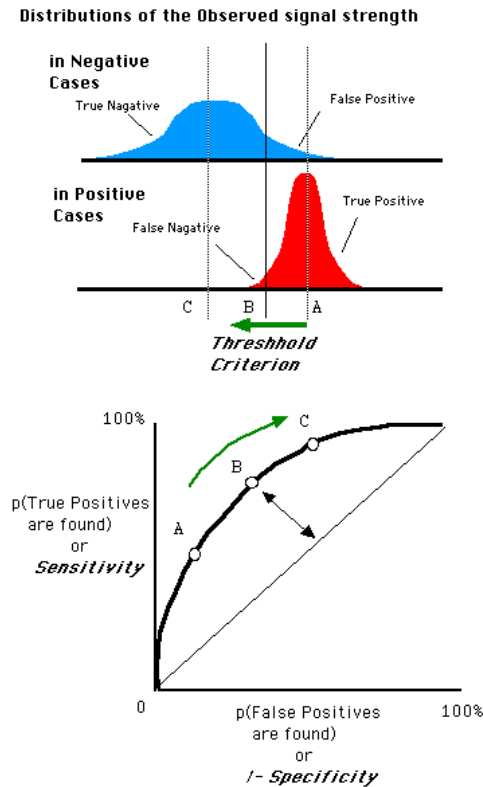 Distributions of the Observed signal strength
in Negative
Cases
True Nagative
False Positive
in Positive
Cases
True Positive
False Nagative
C
B
A
Threshhold
Criterion
100%
C
B
p(True Positives
are found)
or
Sensitivity
A
0
p(False Positives
are found)
or
1- Specificity
100%